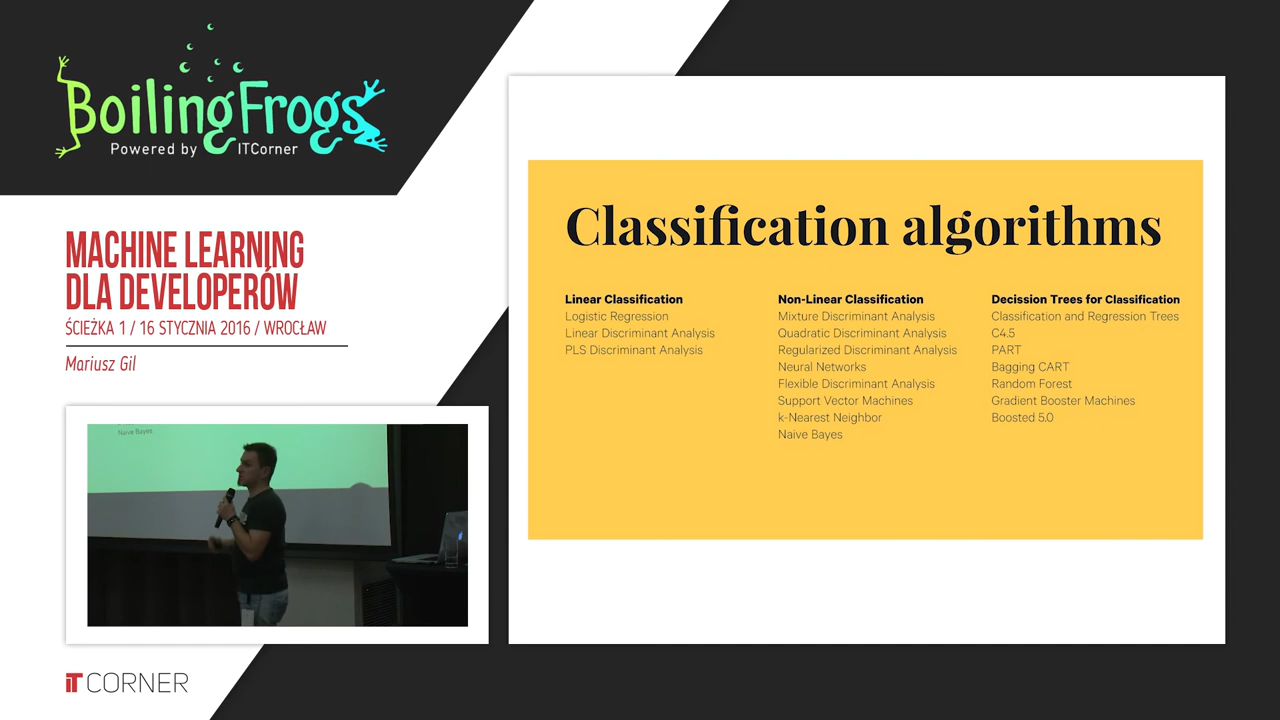 BoilingFrogs
Powered by ITCorner
MACHINE LEARNING
DLA DEVELOPERÓW
ŚCIEŻKA 1 / 16 STYCZNIA 2016 / WROCŁAW
Mariusz Gil
Naive Bayes
iT CORNER
Classification algorithms
Linear Classification
Logistic Regression
Linear Discriminant Analysis
PLS Discriminant Analysis
Non-Linear Classification
Mixture Discriminant Analysis
Quadratic Discriminant Analysis
Regularized Discriminant Analysis
Neural Networks
Flexible Discriminant Analysis
Support Vector Machines
k-Nearest Neighbor
Naive Bayes
Decission Trees for Classification
Classification and Regression Trees
C4.5
PART
Bagging CART
Random Forest
Gradient Booster Machines
Boosted 5.0